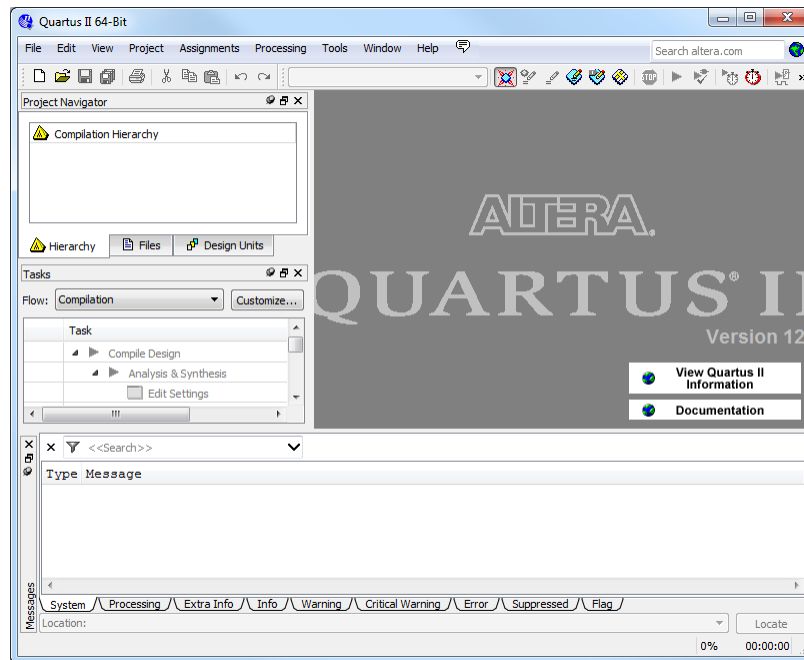 Quartus II 64-Bit
File Edit View Project Assignments Processing Tools Window Help
Search altera.com
STOP
Project Navigator
Compilation Hierarchy
Hierarchy Files Design Units
Tasks
Flow: Compilation Customize...
Task
Compile Design
Analysis & Synthesis
Edit Settings
ALTERA.
QUARTUS® II
Version 12
View Quartus II
Information
Documentation
<<Search>>
Type Message
Messages
System Processing Extra Info Info Warning Critical Warning Error Suppressed Flag
Location: Locate
0% 00:00:00